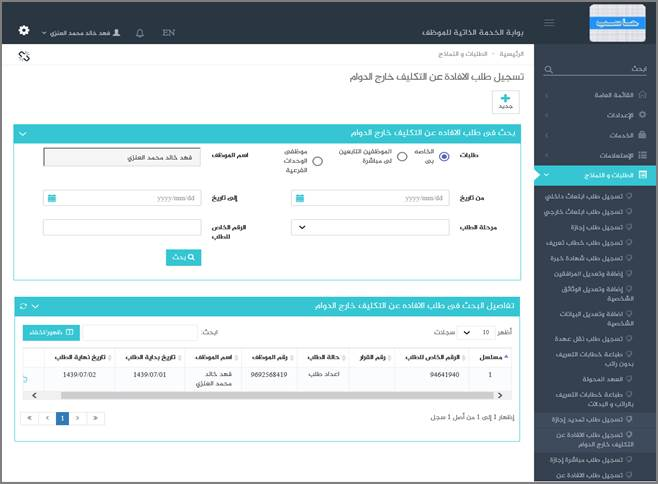 حاسب
بوابة الخدمة الذاتية للموظف
EN
فهد خالد محمد العنزي
ابحث
القائمة العامة
الإعدادات
الخدمات
الإستعلامات
الطلبات و النماذج
تسجيل طلب ابتعاث داخلي
تسجيل طلب ابتعاث خارجي
تسجيل طلب إجازة
تسجيل طلب خطاب تعريف
تسجيل طلب شهادة خبرة
إضافة وتعديل المرافقين
إضافة وتعديل الوثائق
الشخصية
اضافة وتعديل البيانات
الشخصية
تسجيل طلب نقل عهدة
طباعة خطابات التعريف
بدون راتب
العهد المحولة
طباعة خطابات التعريف
بالراتب و البدلات
تسجيل طلب تمديد إجازة
تسجيل طلب الافادة عن
التكليف خارج الدوام
تسجيل طلب مباشرة إجازة
تسجيل طلب الافادة عن
الرئيسية - الطلبات و النماذج
تسجيل طلب الافادة عن التكليف خارج الدوام
جديد
بحث في طلب الافاده عن التكليف خارج الدوام
طلبات
الخاصه بي
الموظفين التابعين لى مباشرة
موظفى الوحدات الفرعية
اسم الموظف
فهد خالد محمد العنزي
من تاريخ
yyyy/mm/dd
إلى تاريخ
yyyy/mm/dd
مرحلة الطلب
الرقم الخاص للطلب
بحث
تفاصيل البحث فى طلب الافاده عن التكليف خارج الدوام
أظهر 10 سجلات
ابحث:
اظهور/اخفاء
مسلسل الرقم الخاص للطلب رقم القرار حالة الطلب رقم الموظف اسم الموظف تاريخ بداية الطلب تاريخ نهاية الطلب
1 94641940 اعداد طلب 9692568419 فهد خالد محمد العنزي 1439/07/01 1439/07/02
إظهار 1 إلى 1 من أصل 1 سجل
1